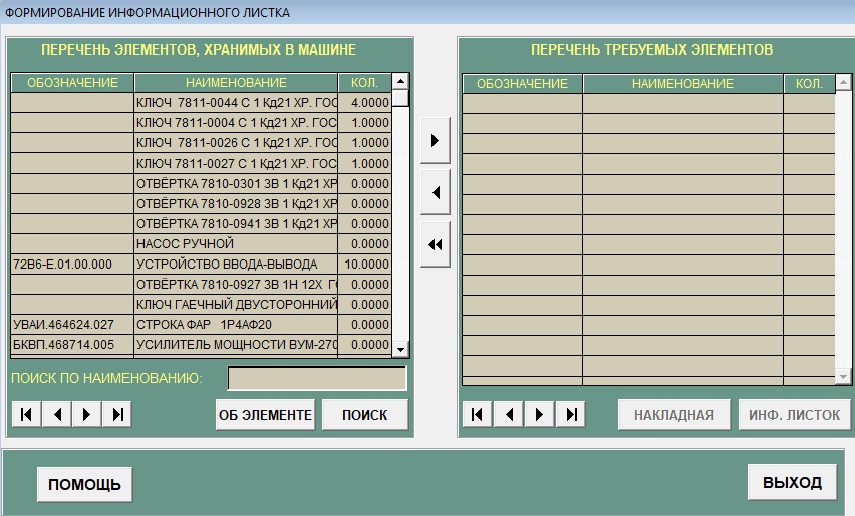 ФОРМИРОВАНИЕ ИНФОРМАЦИОННОГО ЛИСТКА
ПЕРЕЧЕНЬ ЭЛЕМЕНТОВ, ХРАНИМЫХ В МАШИНЕ
ОБОЗНАЧЕНИЕ НАИМЕНОВАНИЕ КОЛ.
КЛЮЧ 7811-0044 С 1 Кд21 ХР. ГОС 4.0000
КЛЮЧ 7811-0004 С 1 Кд21 ХР. ГОС 1.0000
КЛЮЧ 7811-0026 С 1 Кд21 ХР. ГОС 1.0000
КЛЮЧ 7811-0027 С 1 Кд21 ХР. ГОС 1.0000
ОТВЁРТКА 7810-0301 3В 1 Кд21 ХР 0.0000
ОТВЁРТКА 7810-0928 3В 1 Кд21 ХР 0.0000
ОТВЁРТКА 7810-0941 3В 1 Кд21 ХР 0.0000
НАСОС РУЧНОЙ 0.0000
72В6-Е.01.00.000 УСТРОЙСТВО ВВОДА-ВЫВОДА 10.0000
ОТВЁРТКА 7810-0927 3В 1Н 12Х ГО 0.0000
КЛЮЧ ГАЕЧНЫЙ ДВУСТОРОННИЙ 0.0000
УВАИ.464624.027 СТРОКА ФАР 1Р4АФ20 0.0000
БКВП.468714.005 УСИЛИТЕЛЬ МОЩНОСТИ ВУМ-270 0.0000
ПОИСК ПО НАИМЕНОВАНИЮ:
ОБ ЭЛЕМЕНТЕ ПОИСК
ПЕРЕЧЕНЬ ТРЕБУЕМЫХ ЭЛЕМЕНТОВ
ОБОЗНАЧЕНИЕ НАИМЕНОВАНИЕ КОЛ.
НАКЛАДНАЯ ИНФ. ЛИСТОК
ПОМОЩЬ ВЫХОД